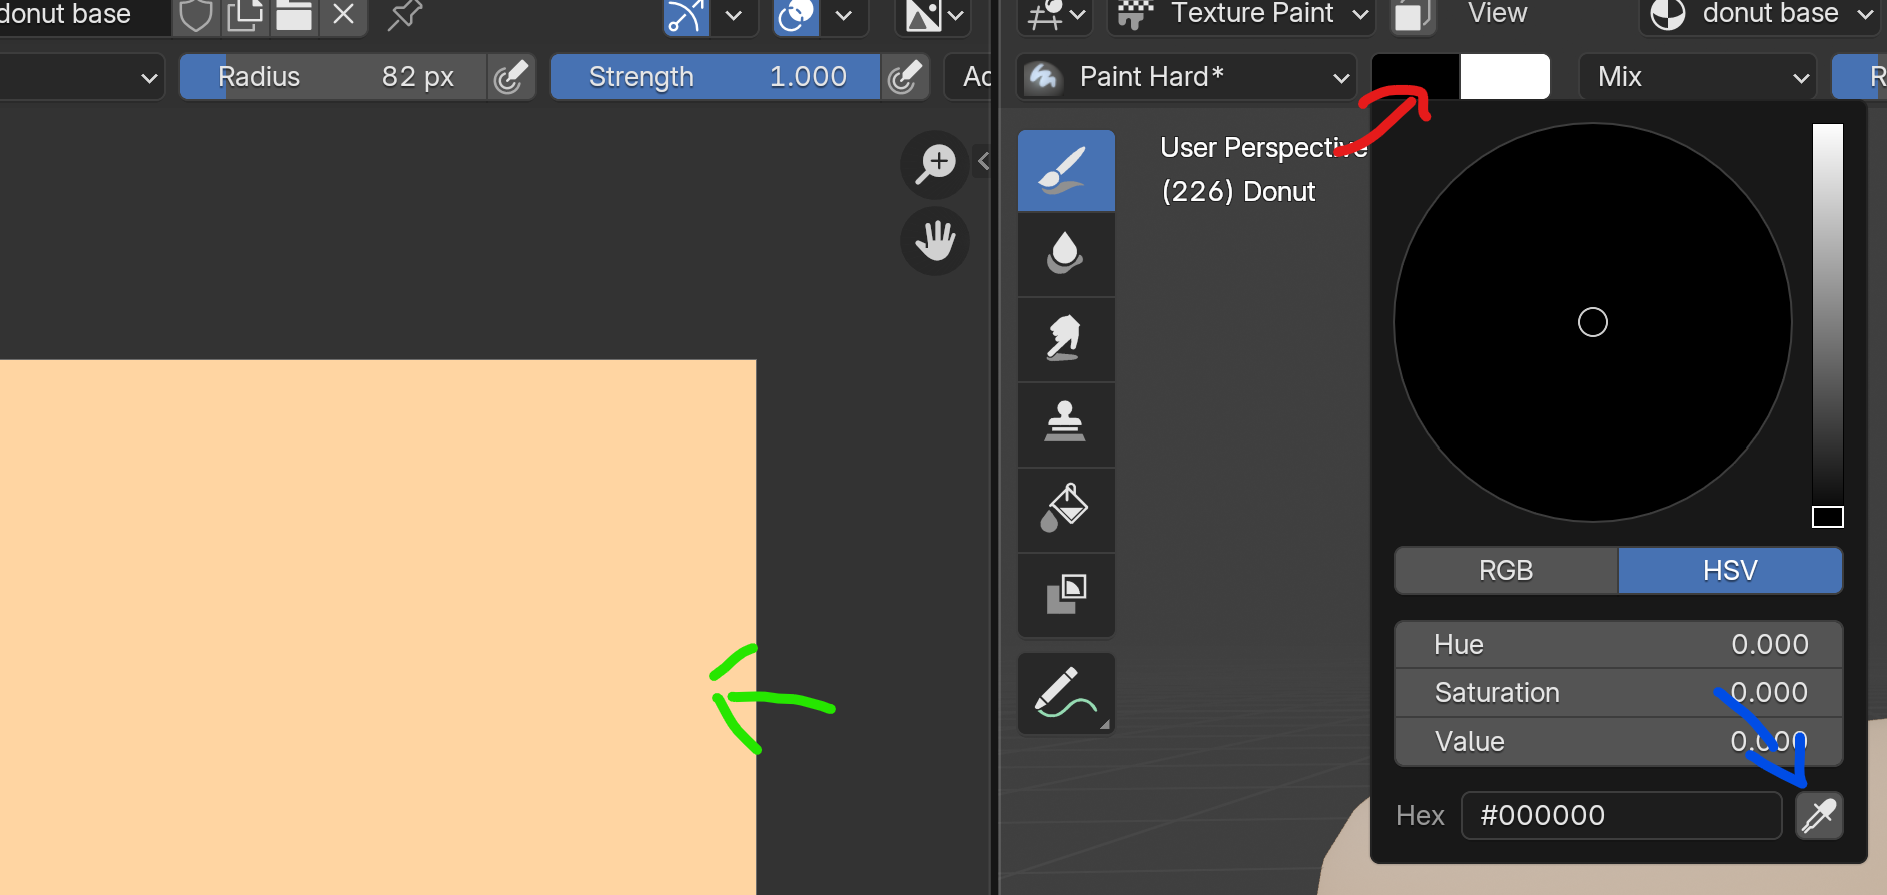 donut base
Radius 82 px
Strength 1.000
Texture Paint
View
donut base
Paint Hard*
Mix
User Perspective
(226) Donut
RGB
HSV
Hue 0.000
Saturation 0.000
Value 0.000
Hex #000000